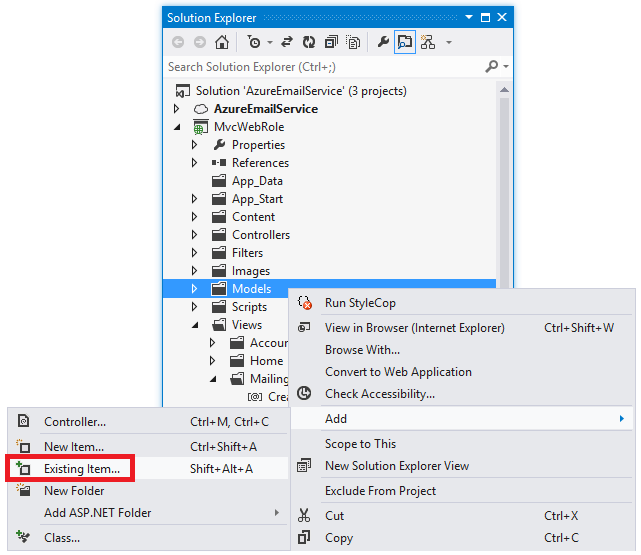 Solution Explorer
Search Solution Explorer (Ctrl+;)
Solution 'AzureEmailService' (3 projects)
AzureEmailService
MvcWebRole
Properties
References
App_Data
App_Start
Content
Controllers
Filters
Images
Models
Scripts
Views
Accou
Home
Mailing
Crea
Run StyleCop
View in Browser (Internet Explorer) Ctrl+Shift+W
Browse With...
Convert to Web Application
Check Accessibility...
Add
Scope to This
New Solution Explorer View
Exclude From Project
Cut Ctrl+X
Copy Ctrl+C
Controller... Ctrl+M, Ctrl+C
New Item... Ctrl+Shift+A
Existing Item... Shift+Alt+A
New Folder
Add ASP.NET Folder
Class...